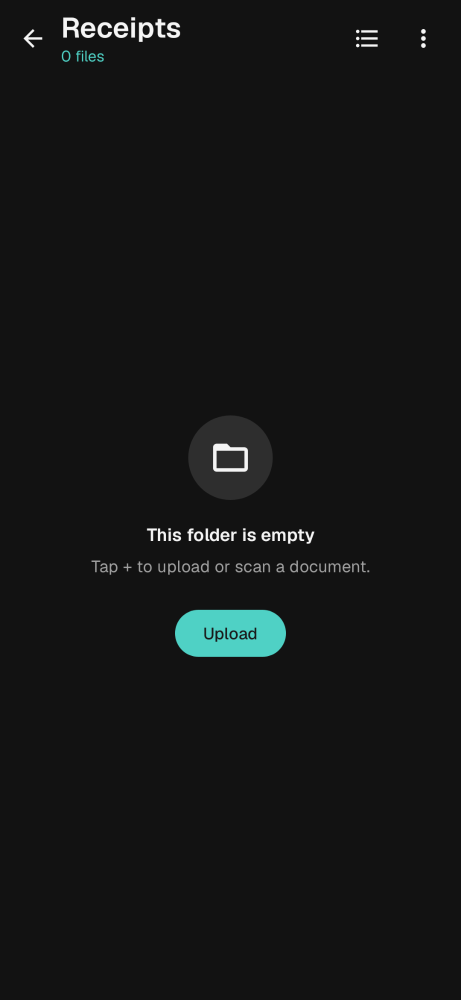 Receipts
0 files
This folder is empty
Tap + to upload or scan a document.
Upload